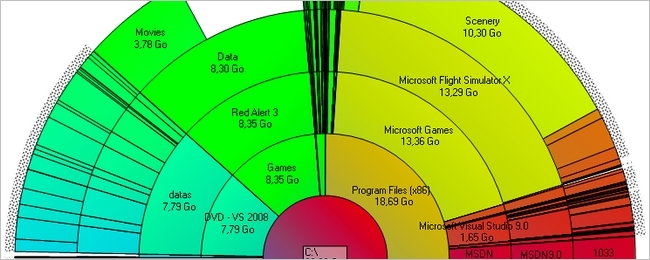 Movies
3,78 Go
Data
8,30 Go
Scenery
10,30 Go
Microsoft Flight Simulator X
13,29 Go
Red Alert 3
8,35 Go
Microsoft Games
13,36 Go
Games
8,35 Go
Program Files (x86)
18,69 Go
datas
7,79 Go
DVD - VS 2008
7,79 Go
Microsoft Visual Studio 9.0
1,65 Go
C:\
MSDN
MSDN9.0
1033